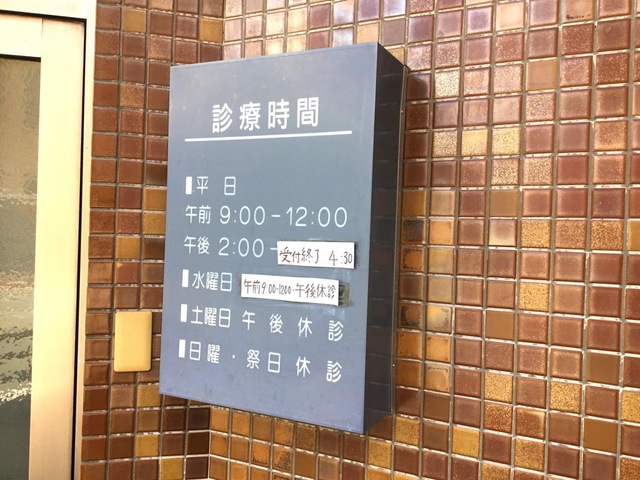 診療時間
平日
午前 9:00-12:00
午後 2:00- 受付終了 4:30
水曜日 午前9:00-12:00・午後休診
土曜日午後休診
日曜・祭日休診